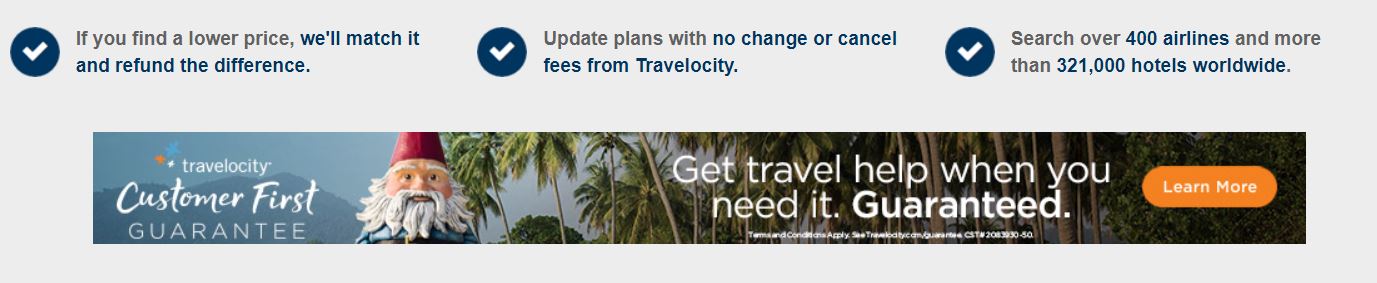 If you find a lower price, we'll match it
and refund the difference.
Update plans with no change or cancel
fees from Travelocity.
Search over 400 airlines and more
than 321,000 hotels worldwide.
travelocity
Customer First
GUARANTEE
Get travel help when you
need it. Guaranteed.
Terms and Conditions Apply. See Travelocity.com/guarantee. CST# 2083930-50.
Learn More